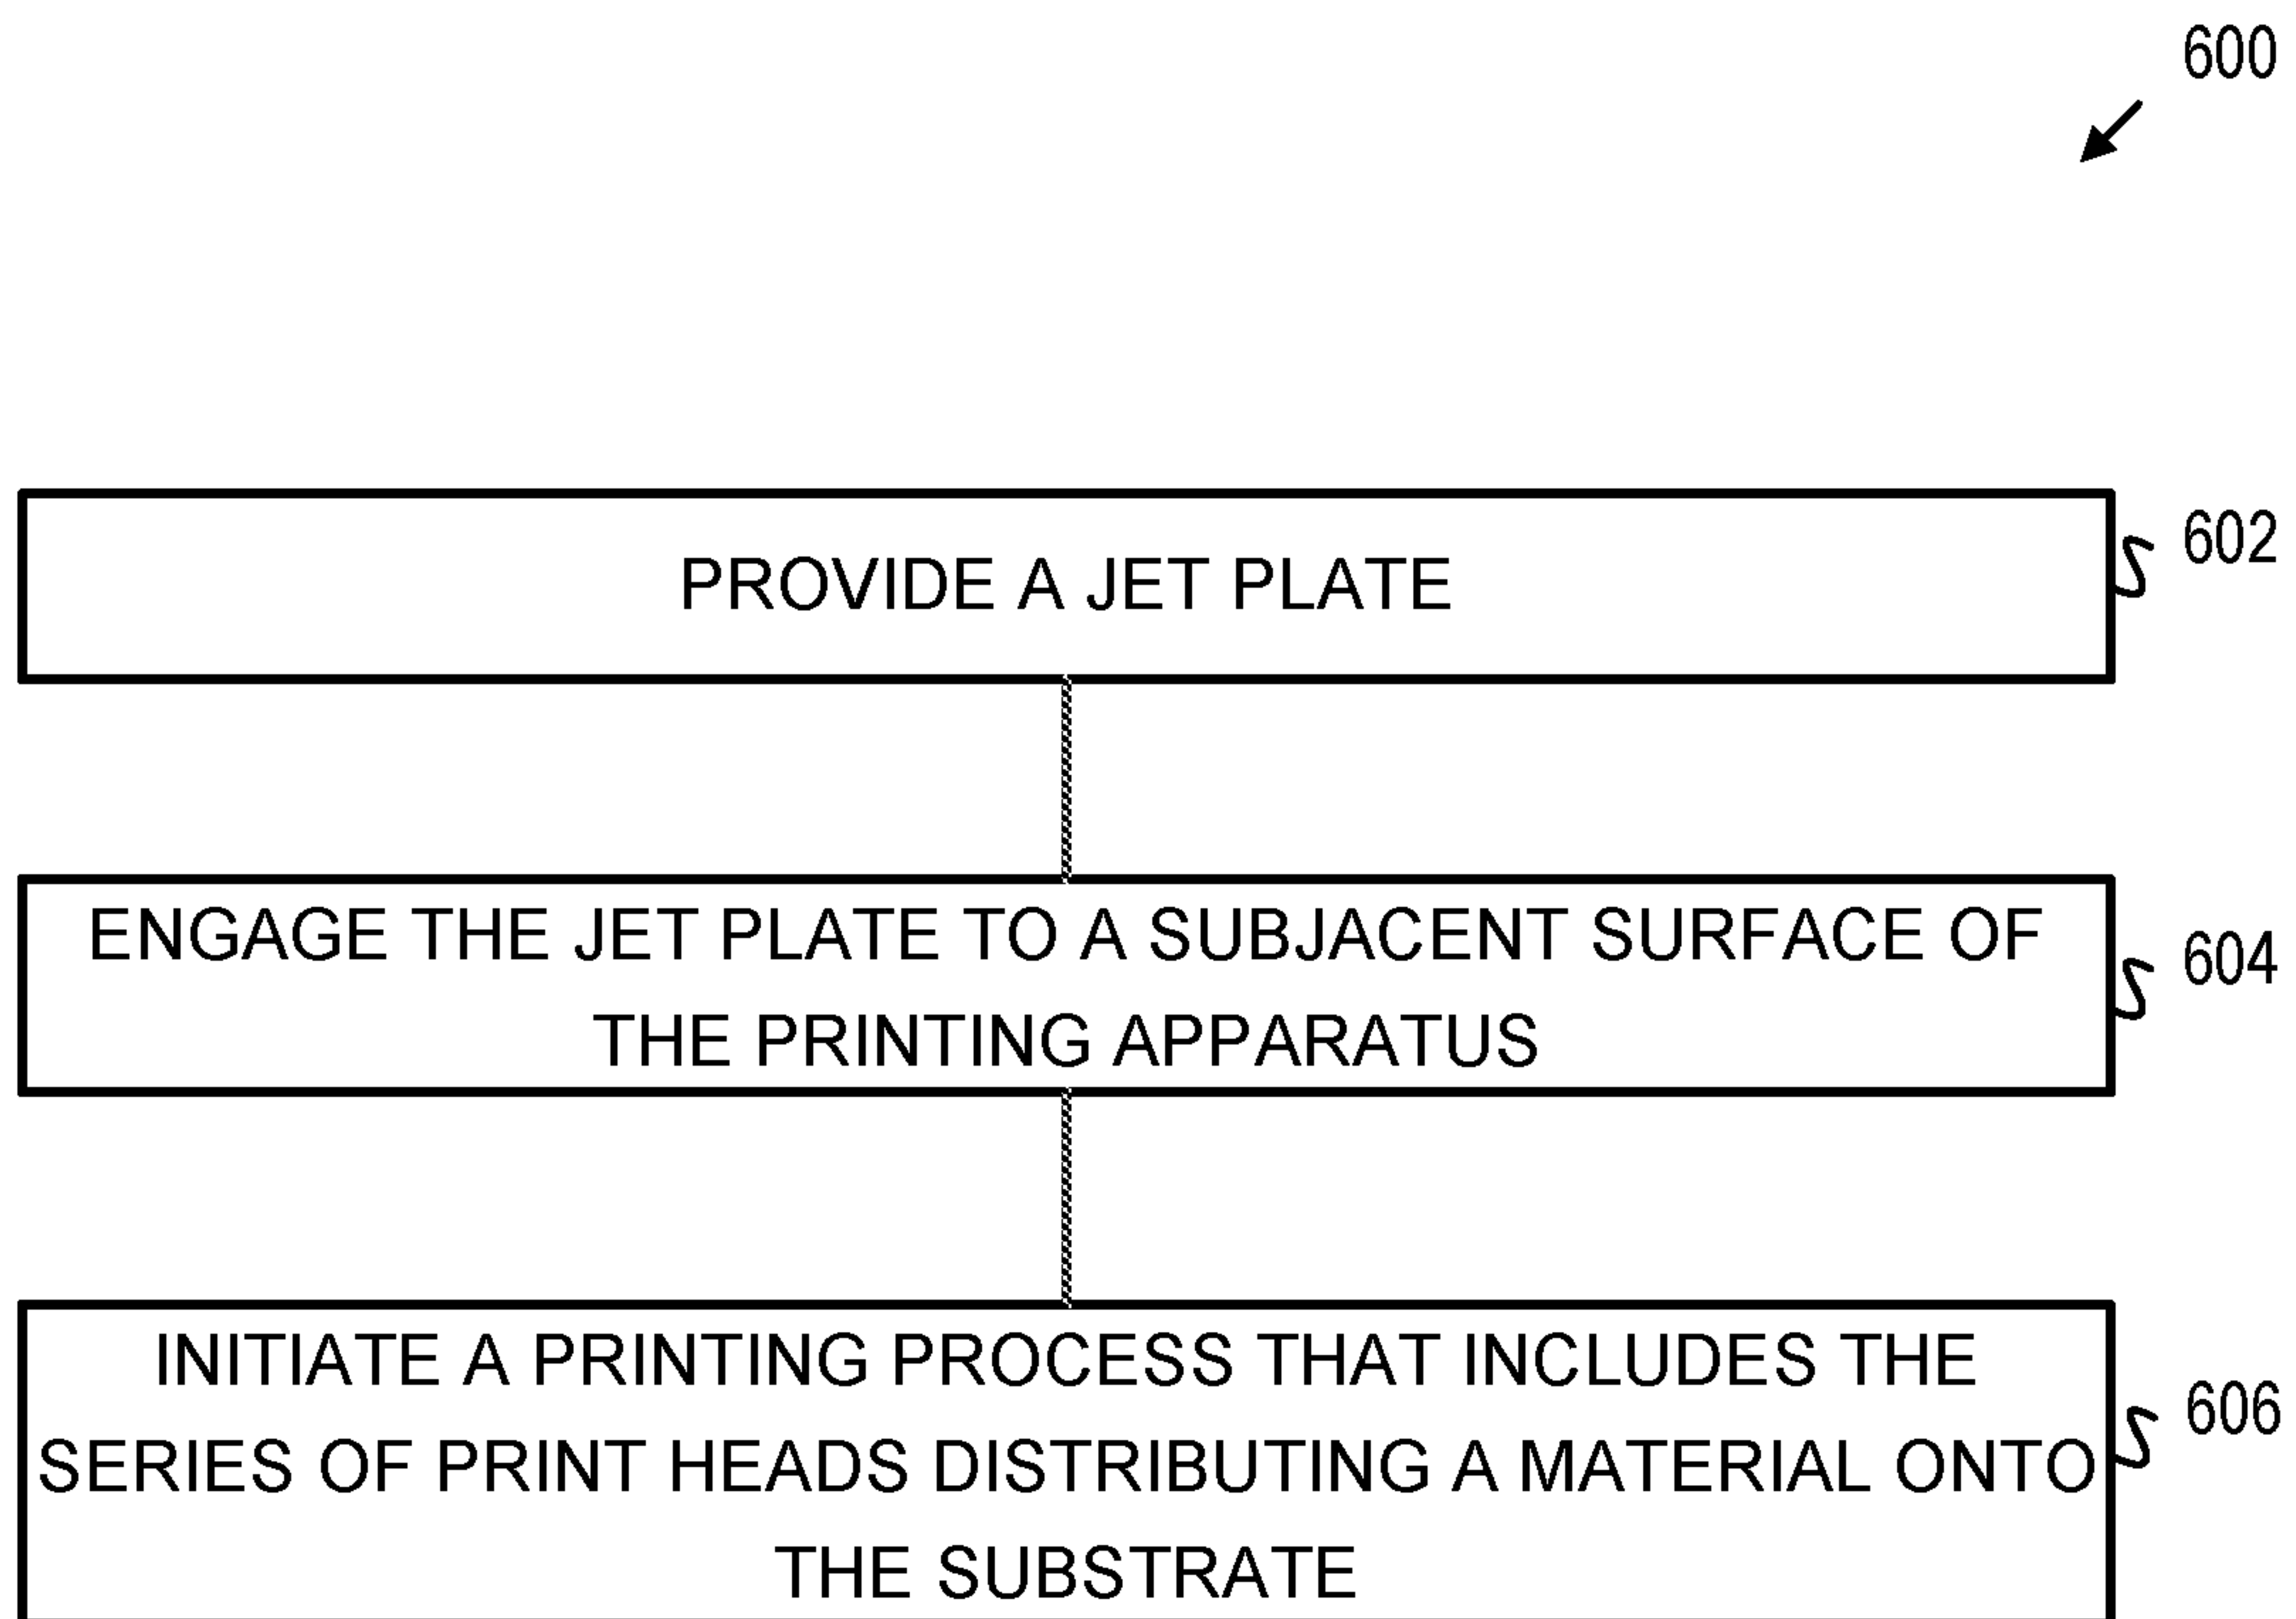 600
PROVIDE A JET PLATE
602
ENGAGE THE JET PLATE TO A SUBJACENT SURFACE OF
THE PRINTING APPARATUS
604
INITIATE A PRINTING PROCESS THAT INCLUDES THE
SERIES OF PRINT HEADS DISTRIBUTING A MATERIAL ONTO
THE SUBSTRATE
606